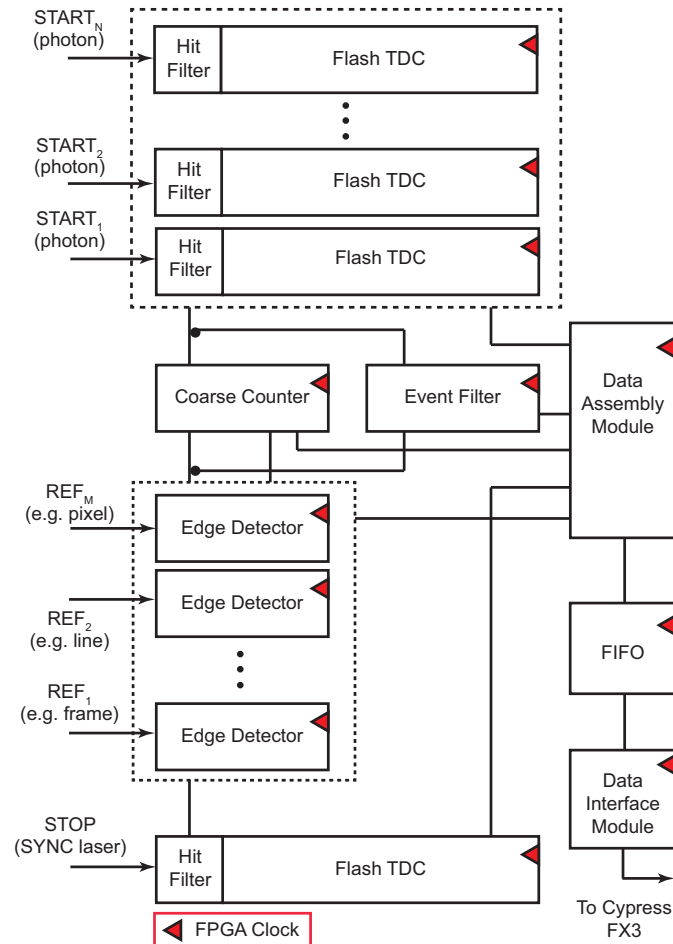 START_N
(photon)
Hit
Filter
Flash TDC
START_2
(photon)
Hit
Filter
Flash TDC
START_1
(photon)
Hit
Filter
Flash TDC
Coarse Counter
Event Filter
Data
Assembly
Module
REF_M
(e.g. pixel)
Edge Detector
REF_2
(e.g. line)
Edge Detector
FIFO
REF_1
(e.g. frame)
Edge Detector
Data
Interface
Module
STOP
(SYNC laser)
Hit
Filter
Flash TDC
To Cypress
FX3
FPGA Clock